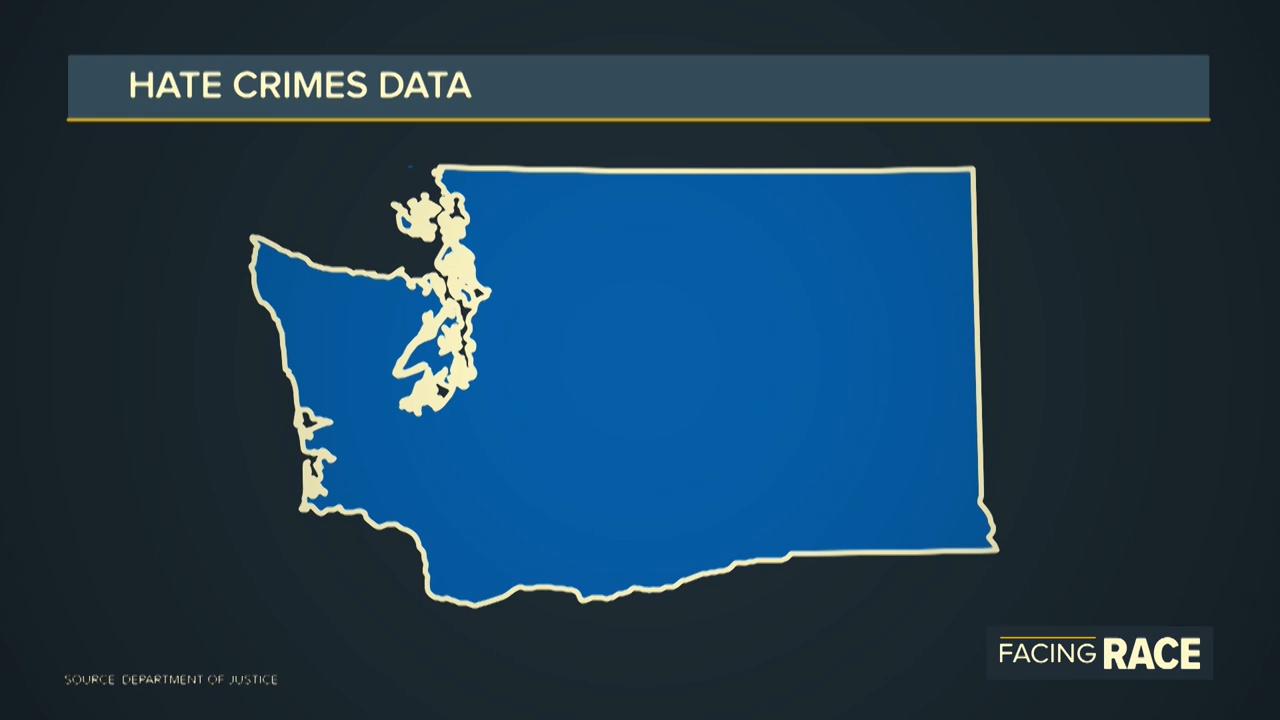 HATE CRIMES DATA
FACING RACE
SOURCE DEPARTMENT OF JUSTICE